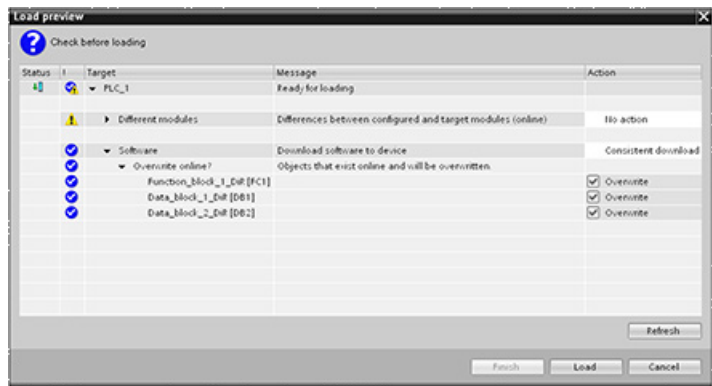 Load preview
Check before loading
Status ! Target Message Action
PLC_1 Ready for loading
Different modules Differences between configured and target modules (online) No action
Software Download software to device Consistent download
Overwrite online? Objects that exist online and will be overwritten.
Function_block_1_Dilt [FC1] Overwrite
Data_block_1_Dilt [DB1] Overwrite
Data_block_2_Dilt [DB2] Overwrite
Refresh
Finish Load Cancel